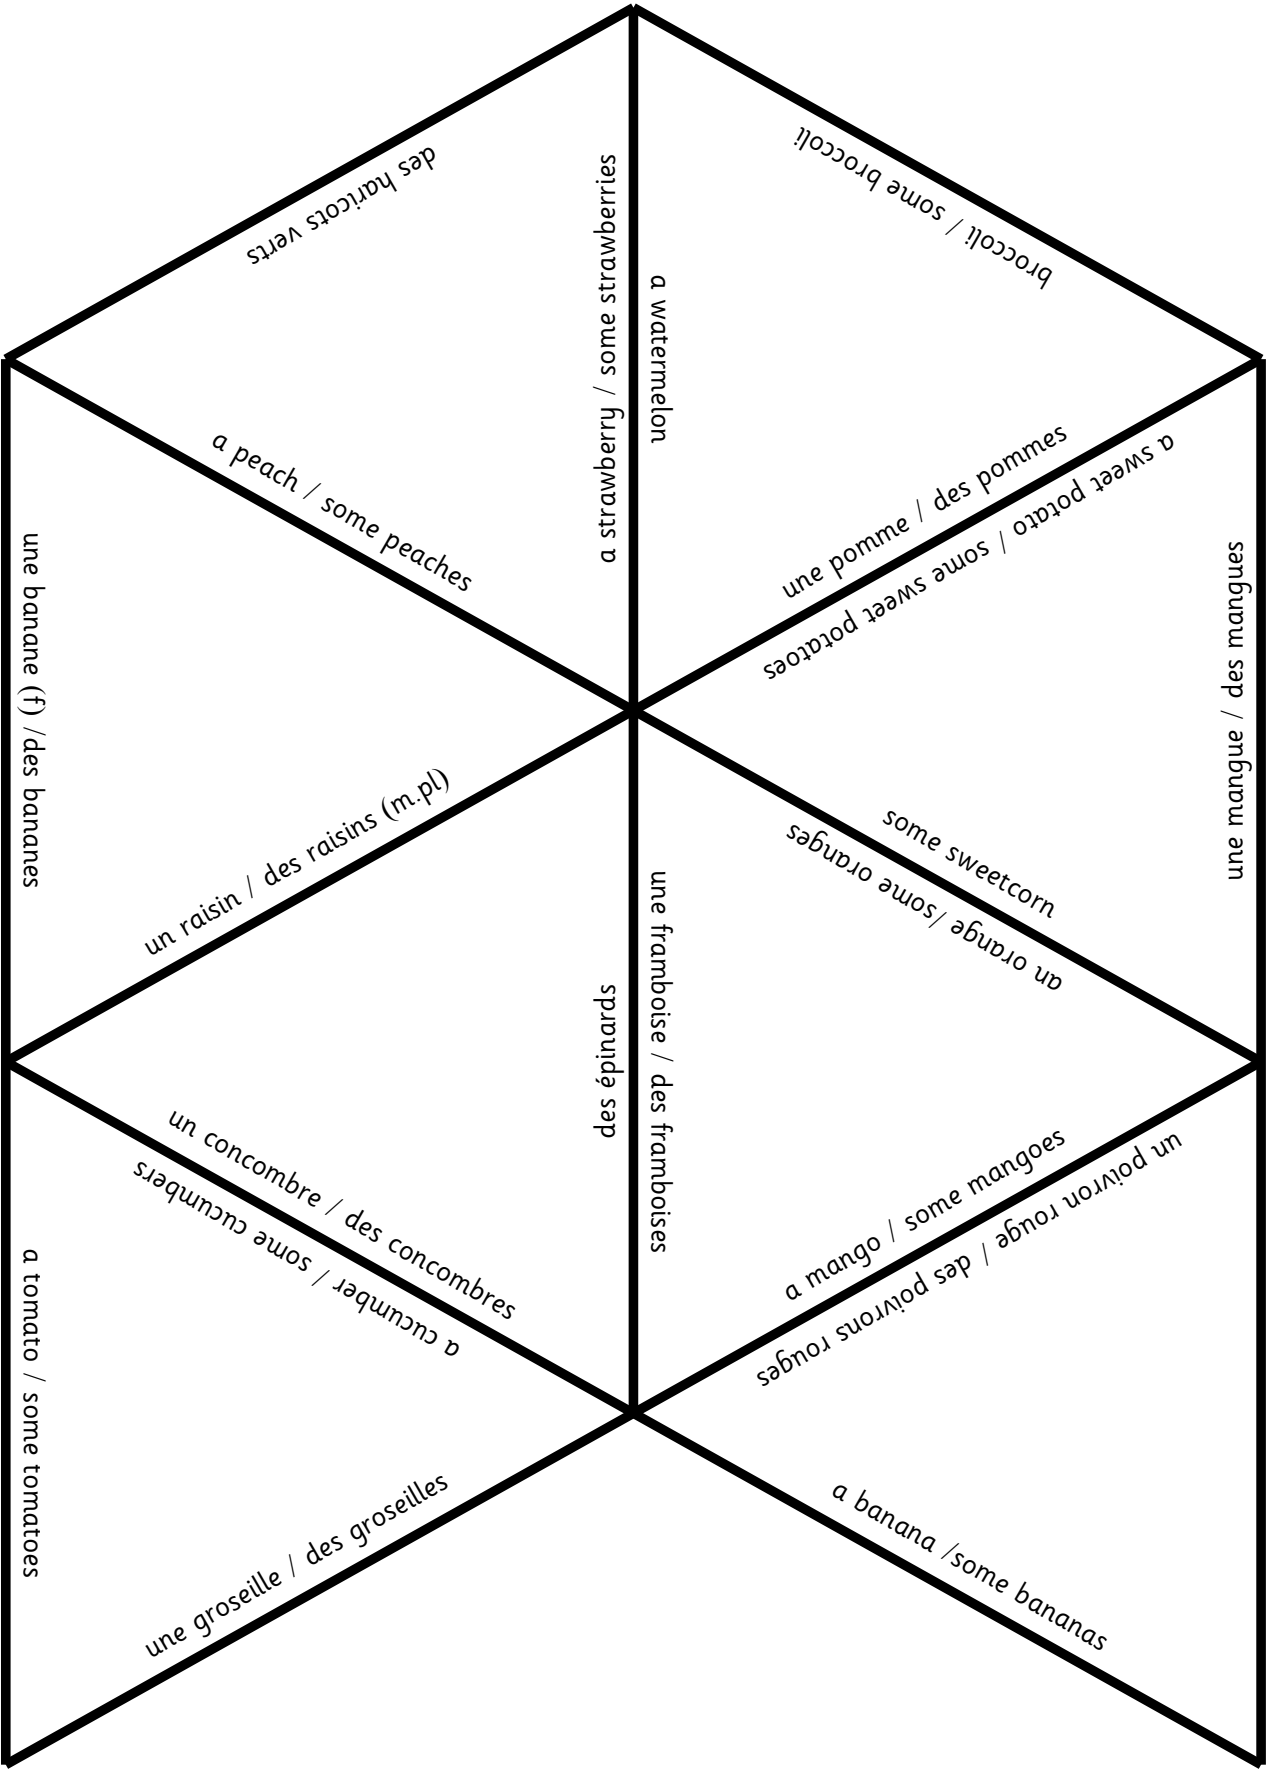 des haricots verts
a strawberry / some strawberries
a peach / some peaches
broccoli / some broccoli
a watermelon
une pomme / des pommes
a sweet potato / some sweet potatoes
une mangue / des mangues
some sweetcorn
une banane (f) /des bananes
un raisin / des raisins (m.pl)
des épinards
un concombre / des concombres
an orange /some oranges
une framboise / des framboises
a mango / some mangoes
a cucumber / some cucumbers
a tomato / some tomatoes
une groseille / des groseilles
un poivron rouge / des poivrons rouges
a banana /some bananas